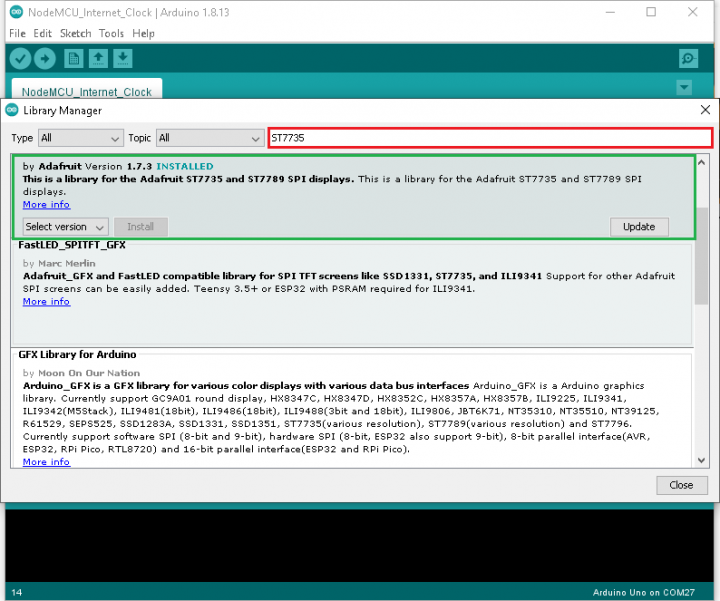 NodeMCU_Internet_Clock | Arduino 1.8.13
File Edit Sketch Tools Help
NodeMCU_Internet_Clock
Library Manager
Type All Topic All ST7735
by Adafruit Version 1.7.3 INSTALLED
This is a library for the Adafruit ST7735 and ST7789 SPI displays. This is a library for the Adafruit ST7735 and ST7789 SPI
displays.
More info
Select version Install Update
FastLED_SPITFT_GFX
by Marc Merlin
Adafruit_GFX and FastLED compatible library for SPI TFT screens like SSD1331, ST7735, and ILI9341 Support for other Adafruit
SPI screens can be easily added. Teensy 3.5+ or ESP32 with PSRAM required for ILI9341.
More info
GFX Library for Arduino
by Moon On Our Nation
Arduino_GFX is a GFX library for various color displays with various data bus interfaces Arduino_GFX is a Arduino graphics
library. Currently support GC9A01 round display, HX8347C, HX8347D, HX8352C, HX8357A, HX8357B, ILI9225, ILI9341,
ILI9342(M5Stack), ILI9481(18bit), ILI9486(18bit), ILI9488(3bit and 18bit), ILI9806, JBT6K71, NT35310, NT35510, NT39125,
R61529, SEPS525, SSD1283A, SSD1331, SSD1351, ST7735(various resolution), ST7789(various resolution) and ST7796.
Currently support software SPI (8-bit and 9-bit), hardware SPI (8-bit, ESP32 also support 9-bit), 8-bit parallel interface(AVR,
ESP32, RPi Pico, RTL8720) and 16-bit parallel interface(ESP32 and RPi Pico).
More info
Close
14 Arduino Uno on COM27